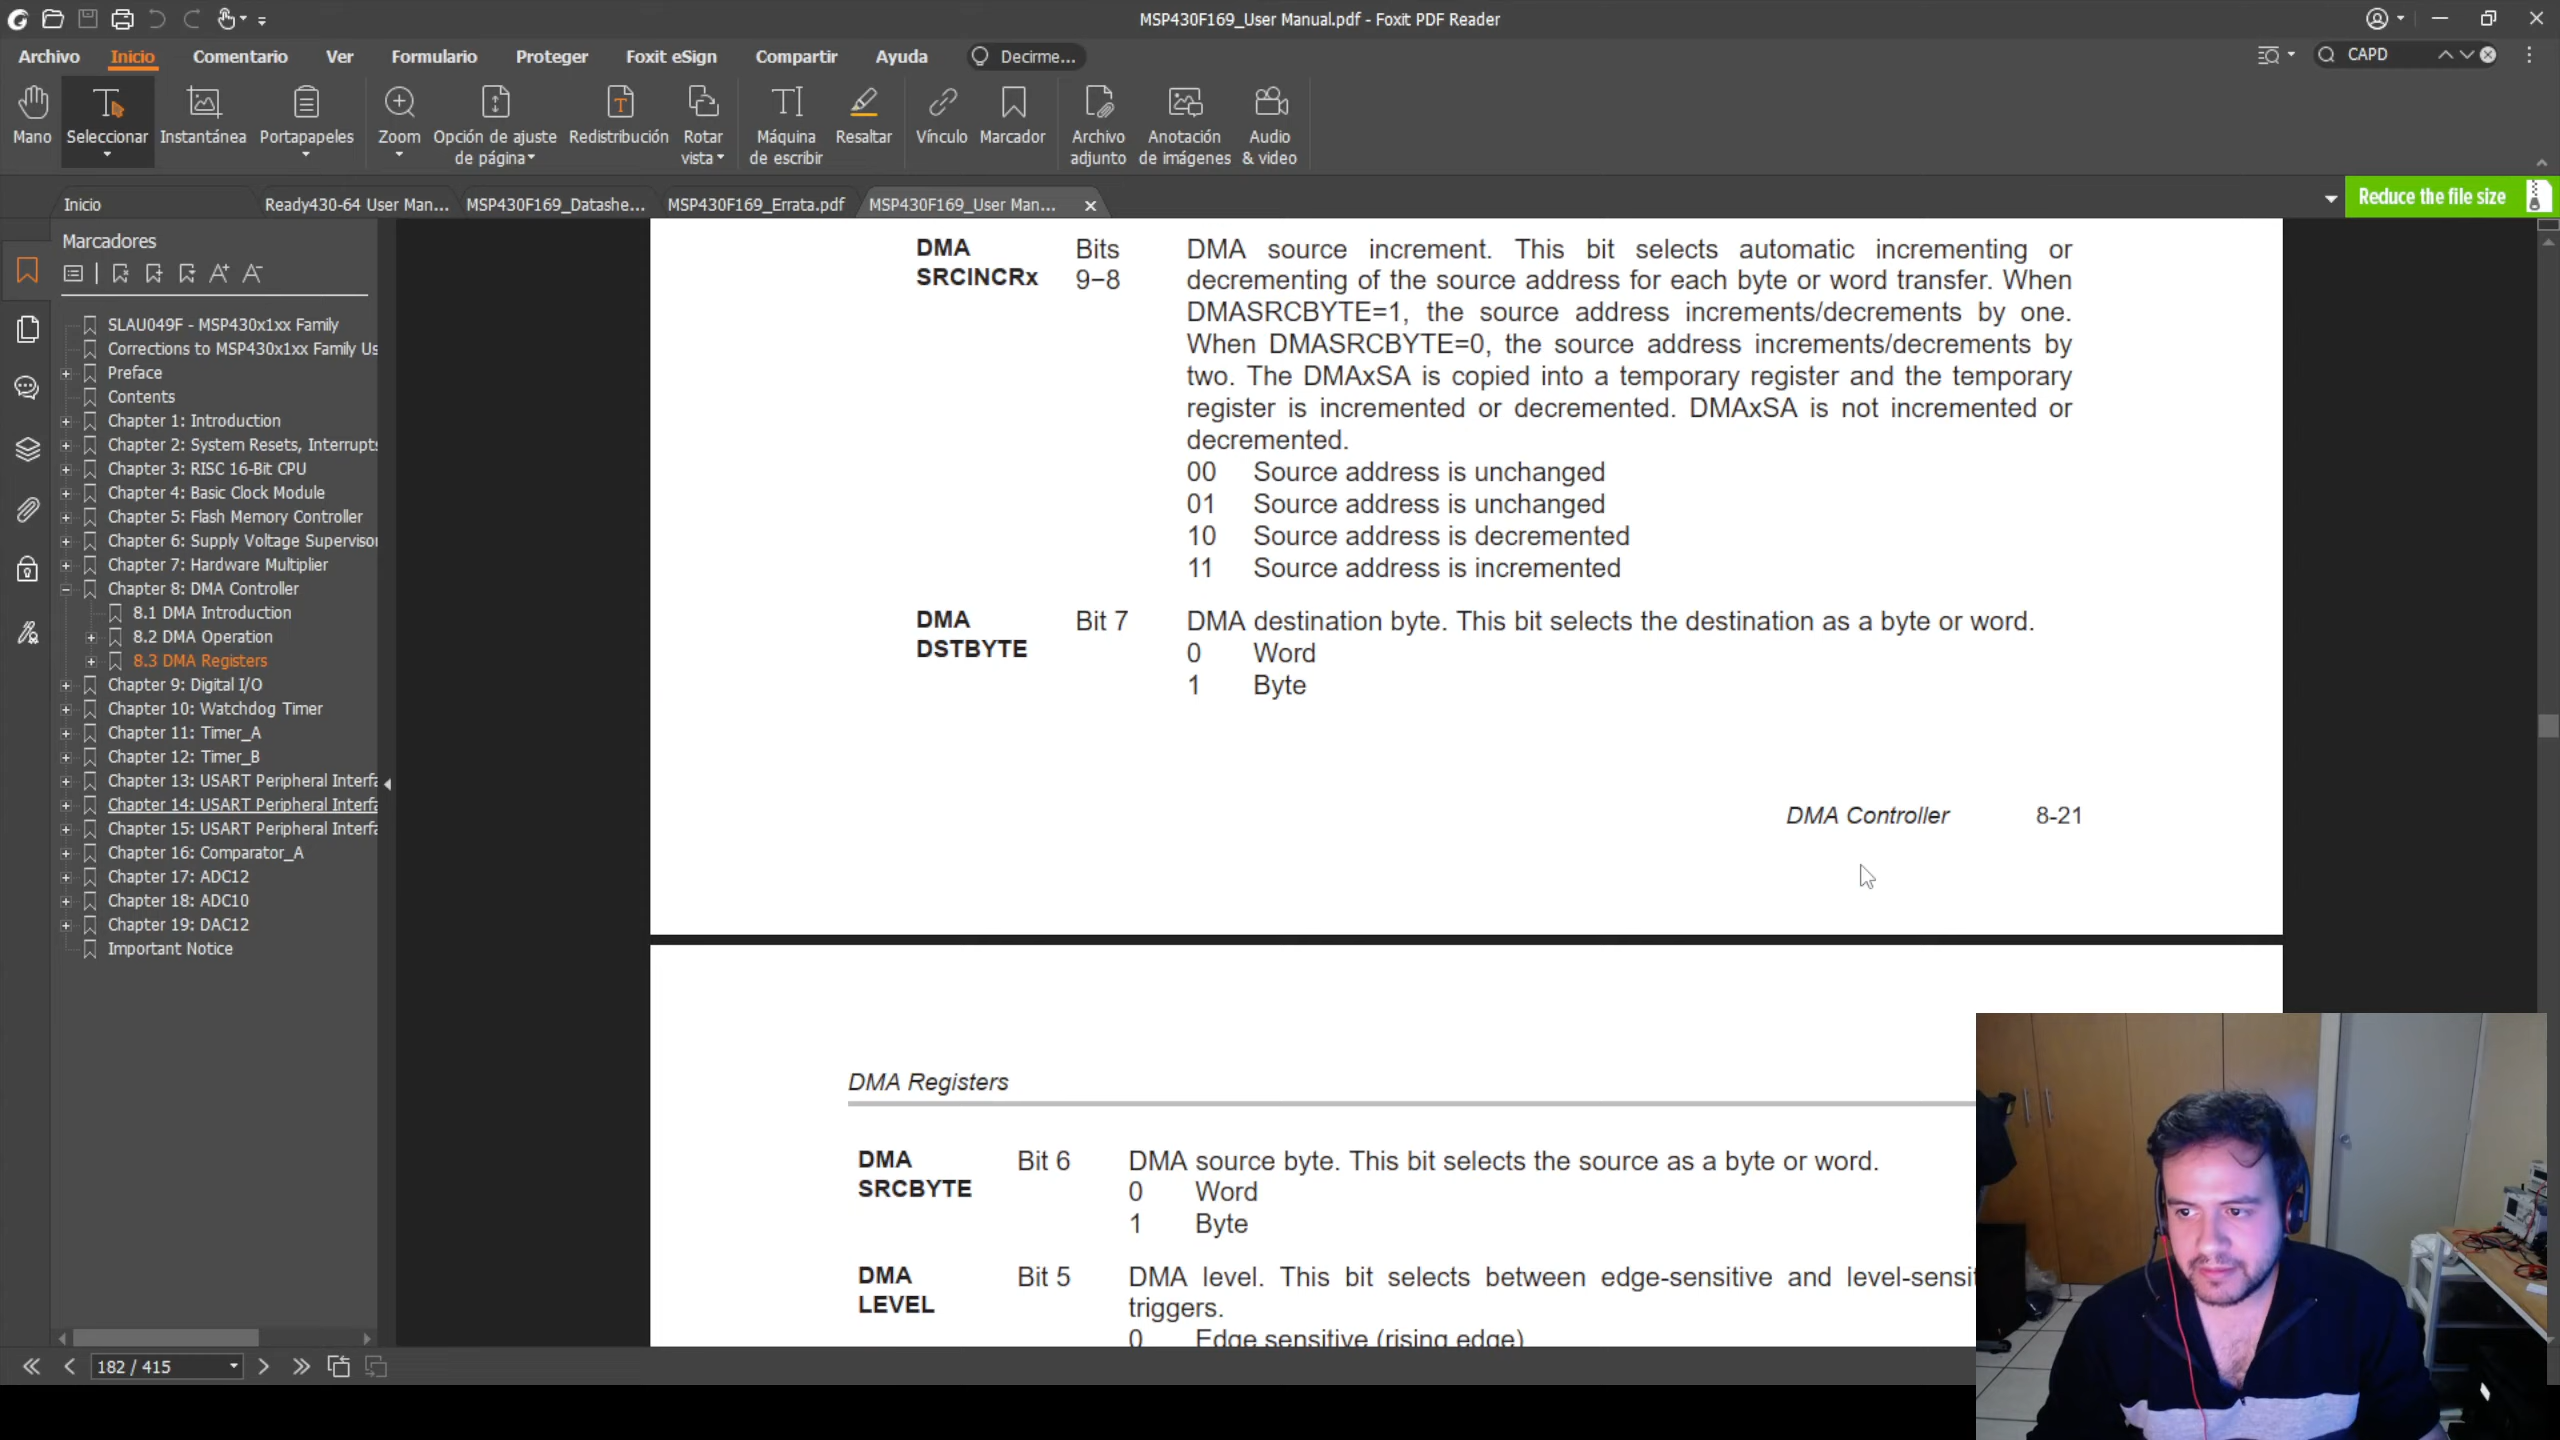 MSP430F169_User Manual.pdf - Foxit PDF Reader
Archivo Inicio Comentario Ver Formulario Proteger Foxit eSign Compartir Ayuda Decirme... CAPD
Mano Seleccionar Instantánea Portapapeles Zoom Opción de ajuste de página Redistribución Rotar vista Máquina de escribir Resaltar Vínculo Marcador Archivo adjunto Anotación de imágenes Audio & video
Inicio Ready430-64 User Man... MSP430F169_Datashe... MSP430F169_Errata.pdf MSP430F169_User Man... Reduce the file size
Marcadores
SLAU049F - MSP430x1xx Family
Corrections to MSP430x1xx Family Us
Preface
Contents
Chapter 1: Introduction
Chapter 2: System Resets, Interrupts
Chapter 3: RISC 16-Bit CPU
Chapter 4: Basic Clock Module
Chapter 5: Flash Memory Controller
Chapter 6: Supply Voltage Supervisor
Chapter 7: Hardware Multiplier
Chapter 8: DMA Controller
8.1 DMA Introduction
8.2 DMA Operation
8.3 DMA Registers
Chapter 9: Digital I/O
Chapter 10: Watchdog Timer
Chapter 11: Timer_A
Chapter 12: Timer_B
Chapter 13: USART Peripheral Interfa
Chapter 14: USART Peripheral Interfa
Chapter 15: USART Peripheral Interfa
Chapter 16: Comparator_A
Chapter 17: ADC12
Chapter 18: ADC10
Chapter 19: DAC12
Important Notice
182 / 415
DMA SRCINCRx Bits 9–8 DMA source increment. This bit selects automatic incrementing or
decrementing of the source address for each byte or word transfer. When
DMASRCBYTE=1, the source address increments/decrements by one.
When DMASRCBYTE=0, the source address increments/decrements by
two. The DMAxSA is copied into a temporary register and the temporary
register is incremented or decremented. DMAxSA is not incremented or
decremented.
00 Source address is unchanged
01 Source address is unchanged
10 Source address is decremented
11 Source address is incremented
DMA DSTBYTE Bit 7 DMA destination byte. This bit selects the destination as a byte or word.
0 Word
1 Byte
DMA Controller 8-21
DMA Registers
DMA SRCBYTE Bit 6 DMA source byte. This bit selects the source as a byte or word.
0 Word
1 Byte
DMA LEVEL Bit 5 DMA level. This bit selects between edge-sensitive and level-sensit
triggers.
0 Edge sensitive (rising edge)